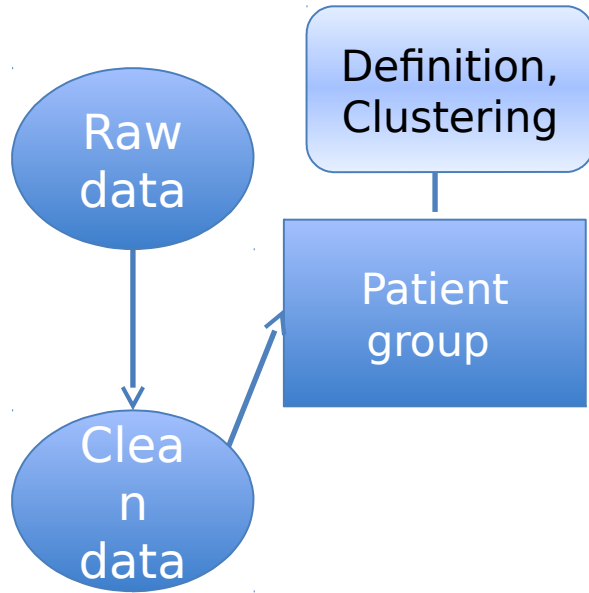 Raw
data
Definition,
Clustering
Patient
group
Clea
n
data